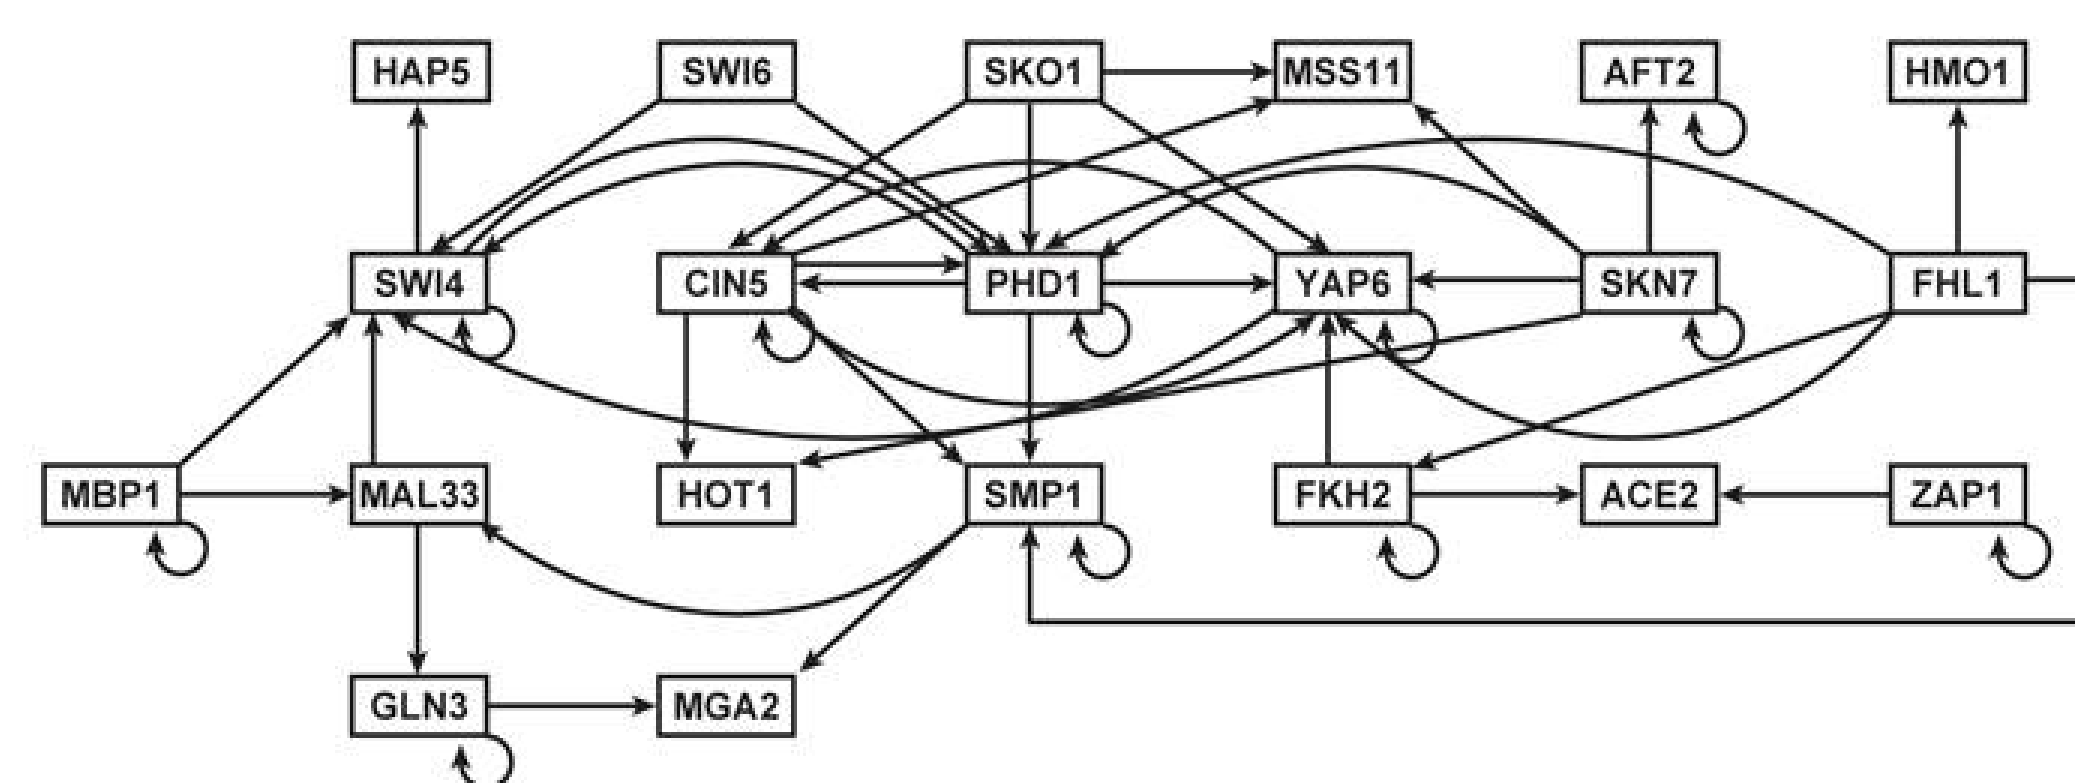 HAP5 SWI6 SKO1 MSS11 AFT2 HMO1
SWI4 CIN5 PHD1 YAP6 SKN7 FHL1
MBP1 MAL33 HOT1 SMP1 FKH2 ACE2 ZAP1
GLN3 MGA2